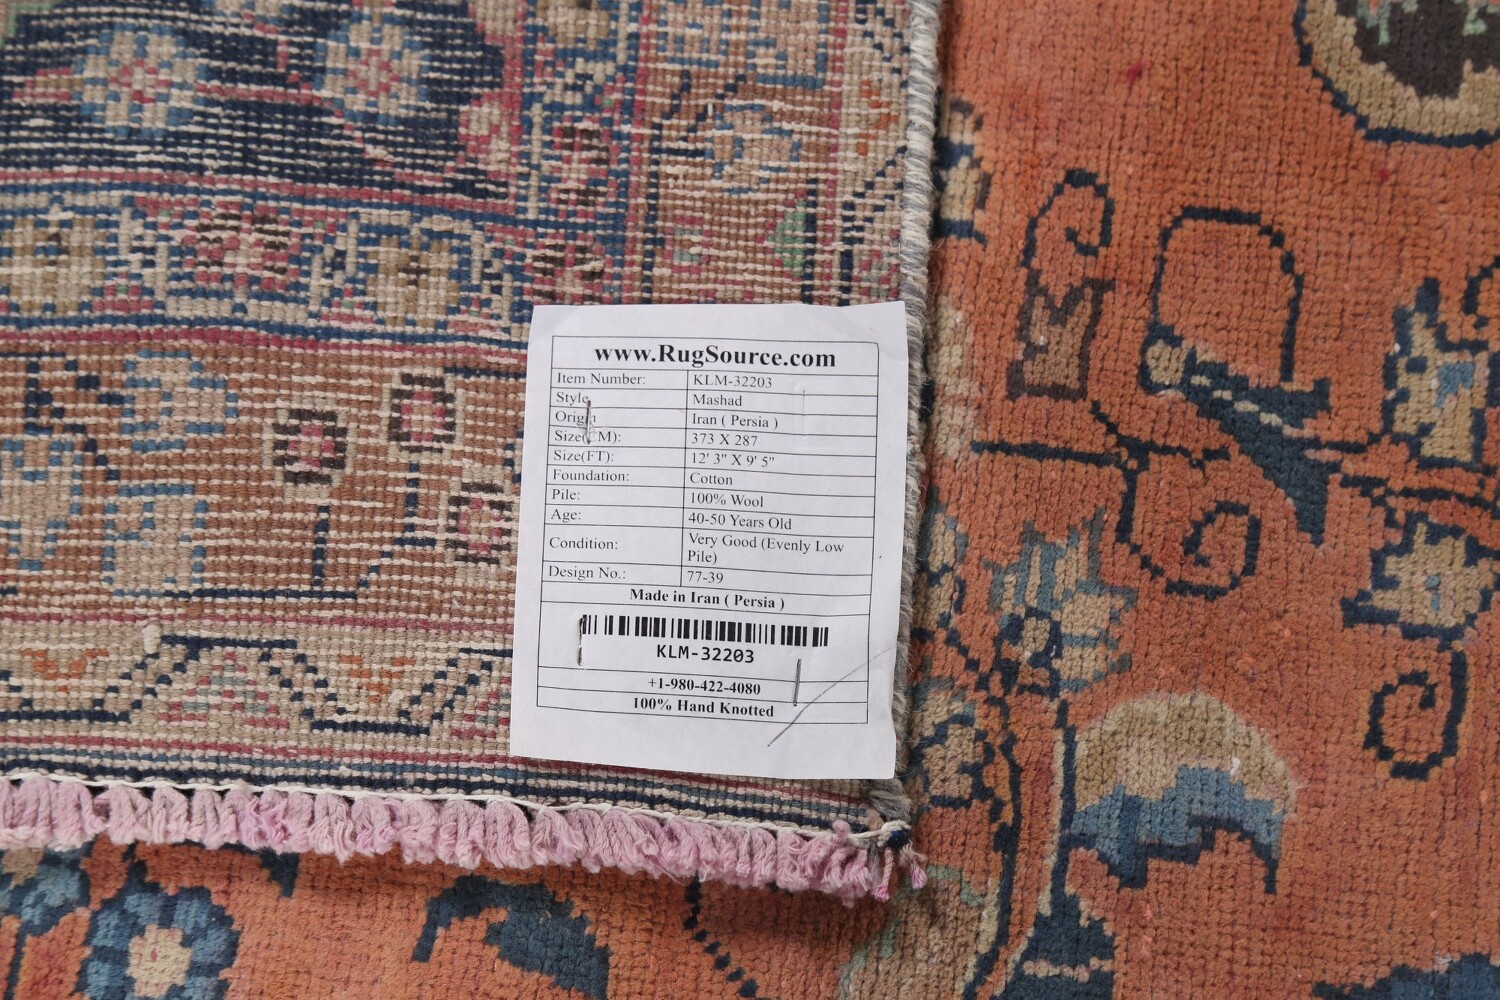 www.RugSource.com
Item Number: KLM-32203
Style Mashad
Origin Iran ( Persia )
Size(CM): 373 X 287
Size(FT): 12' 3" X 9' 5"
Foundation: Cotton
Pile: 100% Wool
Age: 40-50 Years Old
Condition: Very Good (Evenly Low
Pile)
Design No.: 77-39
Made in Iran ( Persia )
KLM-32203
+1-980-422-4080
100% Hand Knotted